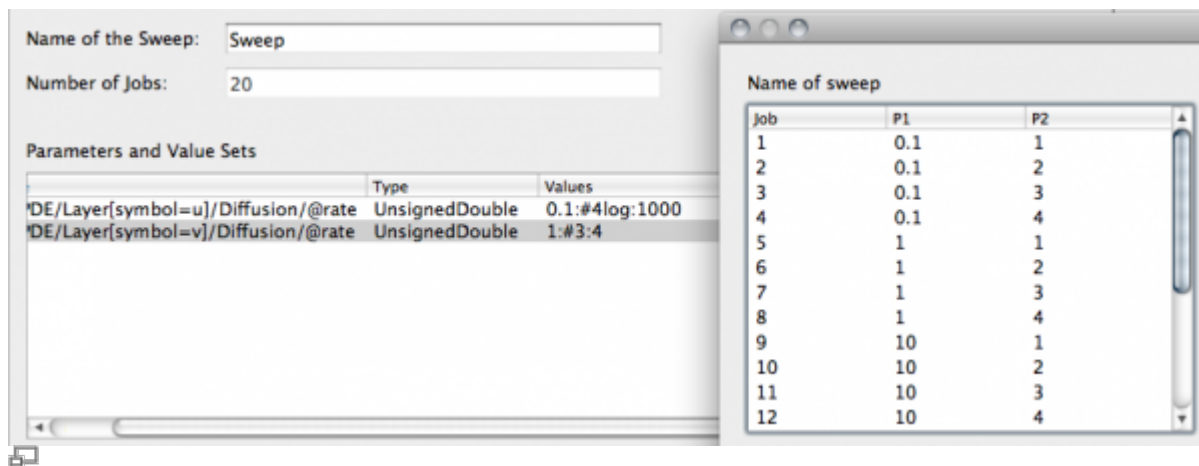 Name of the Sweep: Sweep
Number of Jobs: 20
Parameters and Value Sets
Type Values
DE/Layer[symbol=u]/Diffusion/@rate UnsignedDouble 0.1:#4log:1000
DE/Layer[symbol=v]/Diffusion/@rate UnsignedDouble 1:#3:4
Name of sweep
Job P1 P2
1 0.1 1
2 0.1 2
3 0.1 3
4 0.1 4
5 1 1
6 1 2
7 1 3
8 1 4
9 10 1
10 10 2
11 10 3
12 10 4